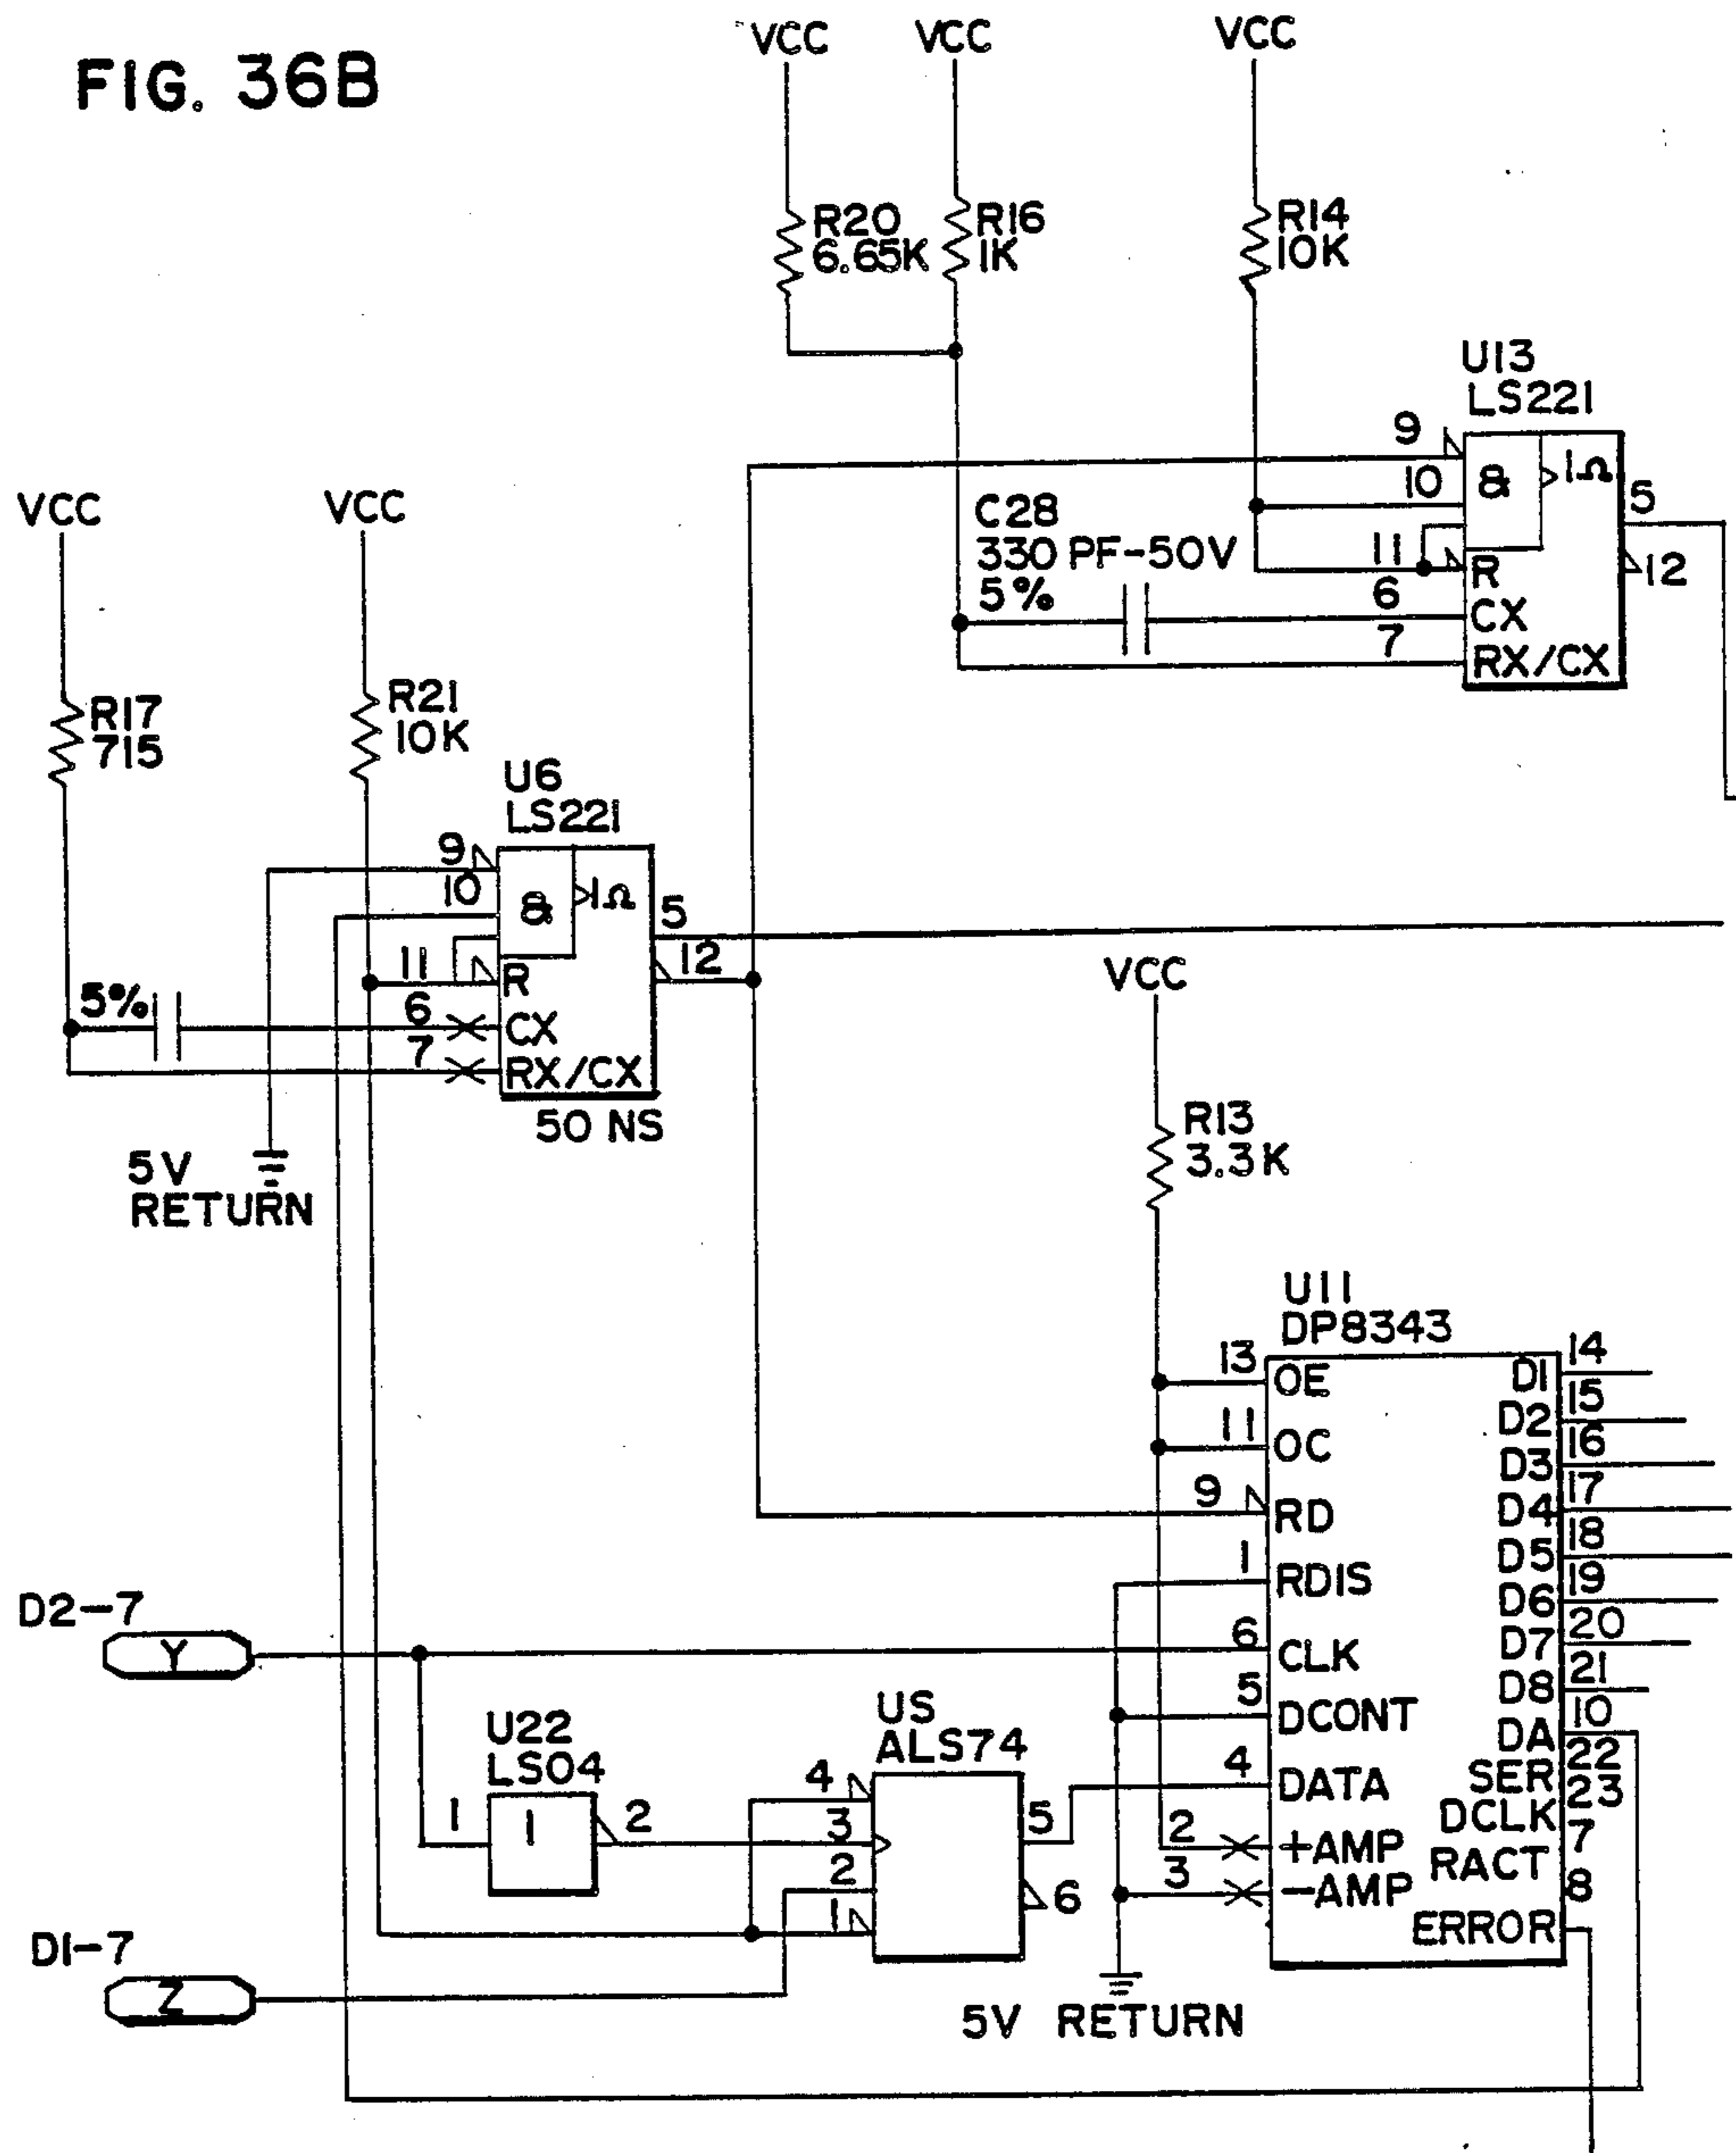 FIG. 36B
VCC
VCC
VCC
R20
6.65K
R16
1K
R14
10K
U13
LS221
9
10
11
6
7
&
1Ω
R
CX
RX/CX
5
12
C28
330 PF-50V
5%
VCC
VCC
R17
715
R21
10K
U6
LS221
9
10
11
6
7
&
1Ω
R
CX
RX/CX
5
12
50 NS
5%
5V
RETURN
VCC
R13
3.3K
U11
DP8343
13 OE
11 OC
9 RD
1 RDIS
6 CLK
5 DCONT
4 DATA
2 +AMP
3 -AMP
D1 14
D2 15
D3 16
D4 17
D5 18
D6 19
D7 20
D8 21
DA 10
SER 22
DCLK 23
RACT 7
ERROR 8
D2-7
Y
U22
LS04
1
1
2
US
ALS74
4
3
2
1
5
6
D1-7
Z
5V RETURN